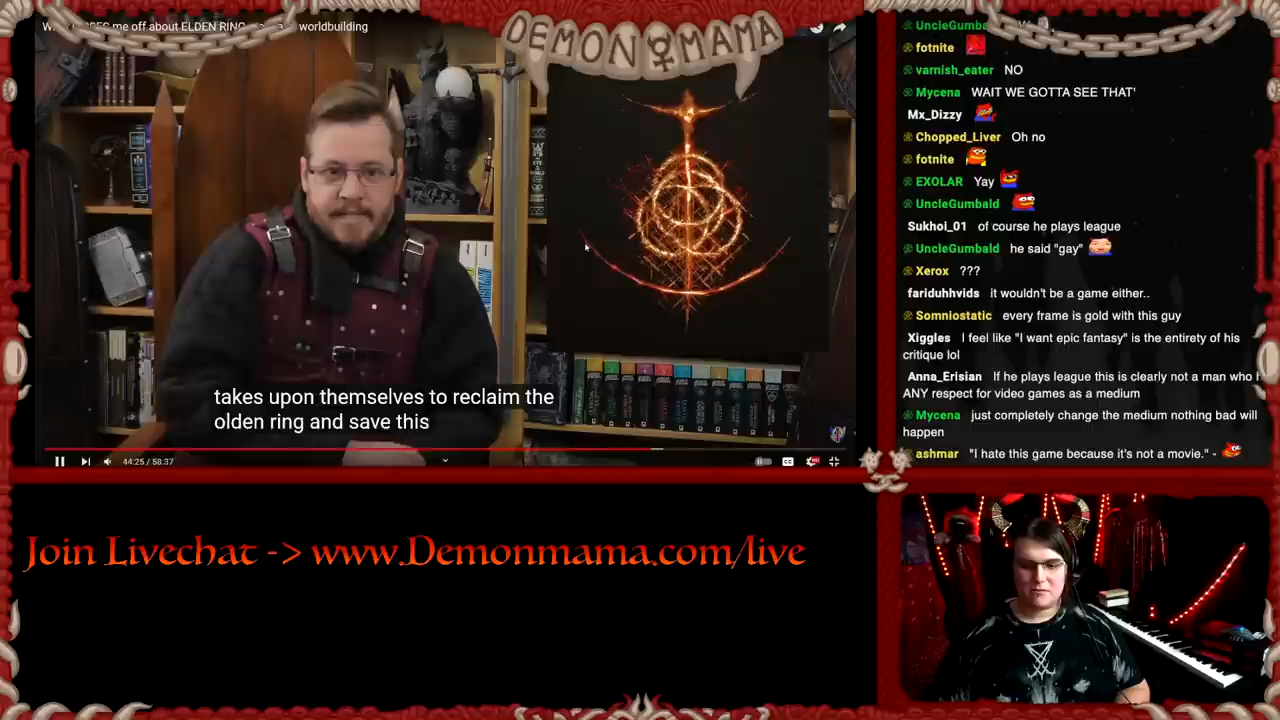 me off about ELDEN RING
worldbuilding
DEMON MAMA
takes upon themselves to reclaim the
olden ring and save this
44:25 / 58:37
Join Livechat -> www.Demonmama.com/live
fotnite
varnish_eater NO
Mycena WAIT WE GOTTA SEE THAT'
Mx_Dizzy
Chopped_Liver Oh no
fotnite
EXOLAR Yay
UncleGumbald
Sukhoi_01 of course he plays league
UncleGumbald he said "gay"
Xerox ???
fariduhhvids it wouldn't be a game either..
Somniostatic every frame is gold with this guy
Xiggles I feel like "I want epic fantasy" is the entirety of his
critique lol
Anna_Erisian If he plays league this is clearly not a man who
ANY respect for video games as a medium
Mycena just completely change the medium nothing bad will
happen
ashmar "I hate this game because it's not a movie." -